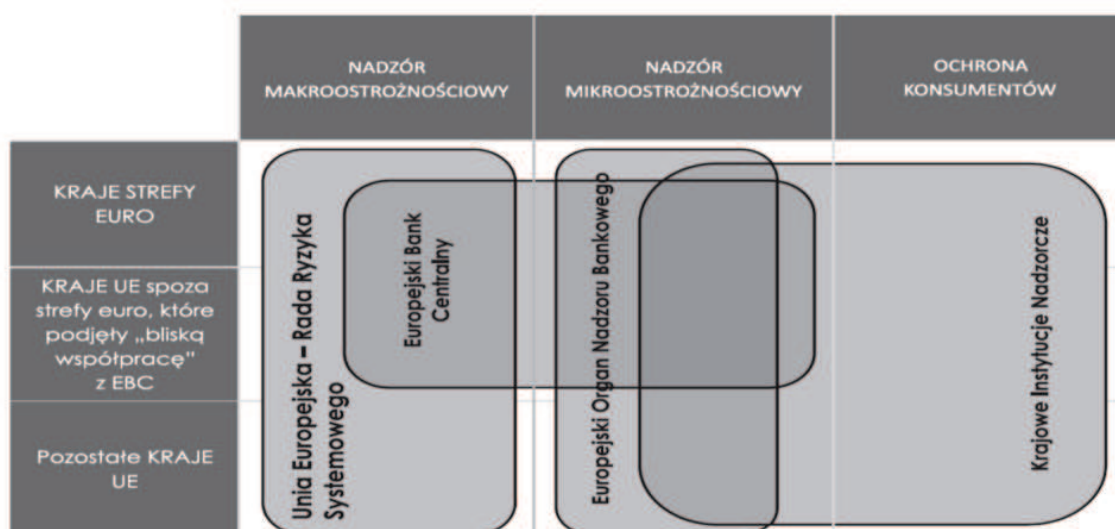 NADZÓR
MAKROOSTROŻNOŚCIOWY
NADZÓR
MIKROOSTROŻNOŚCIOWY
OCHRONA
KONSUMENTÓW
KRAJE STREFY
EURO
KRAJE UE spoza
strefy euro, które
podjęły „bliską
współpracę"
z EBC
Pozostałe KRAJE
UE
Unia Europejska – Rada Ryzyka
Systemowego
Europejski Bank
Centralny
Europejski Organ Nadzoru Bankowego
Krajowe Instytucje Nadzorcze